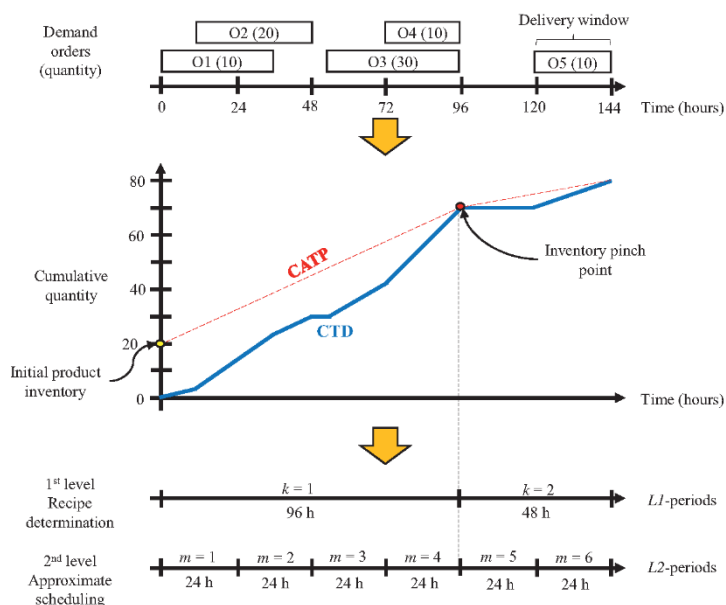 Demand
orders
(quantity)
O2 (20)
O4 (10)
Delivery window
O1 (10)
O3 (30)
O5 (10)
0
24
48
72
96
120
144
Time (hours)
80
60
40
20
0
Cumulative
quantity
CATP
CTD
Inventory pinch
point
Initial product
inventory
Time (hours)
1st level
Recipe
determination
k = 1
96 h
k = 2
48 h
L1-periods
2nd level
Approximate
scheduling
m = 1
m = 2
m = 3
m = 4
m = 5
m = 6
24 h
24 h
24 h
24 h
24 h
24 h
L2-periods